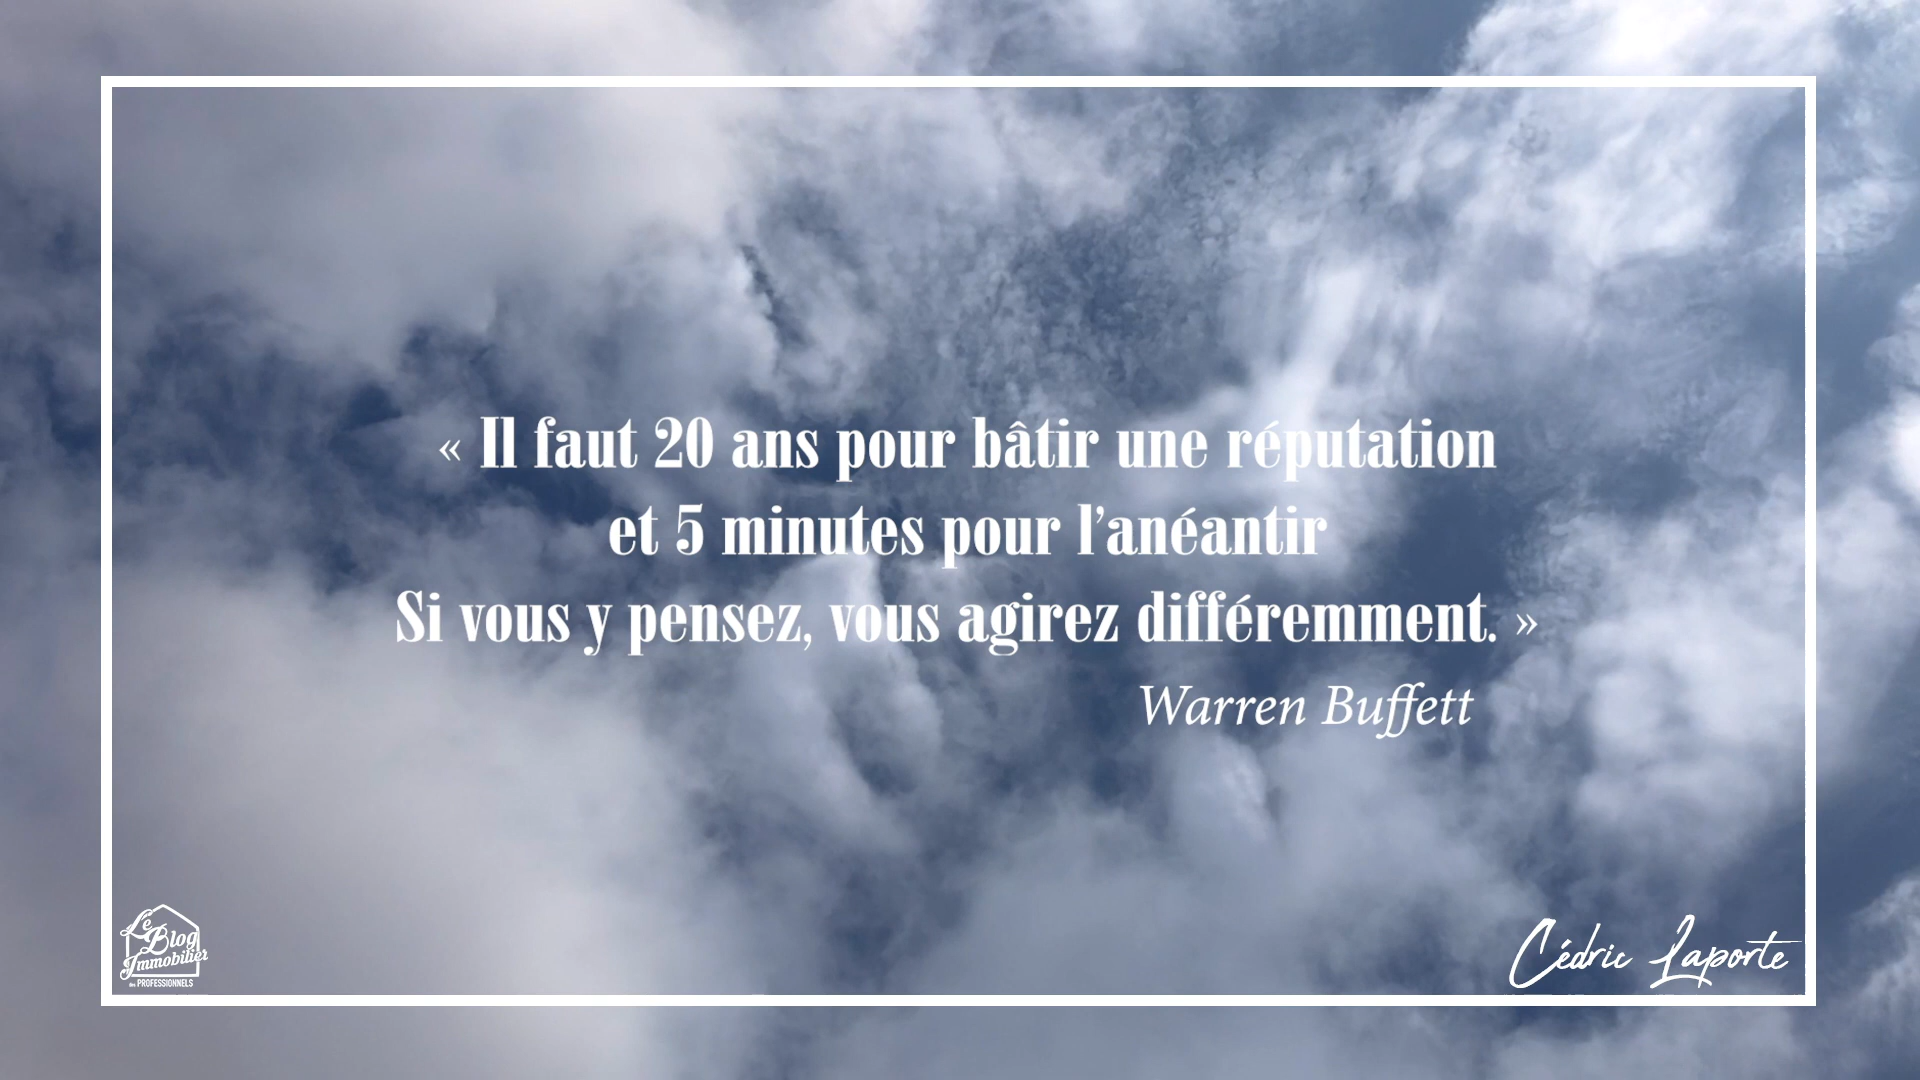 « Il faut 20 ans pour bâtir une réputation
et 5 minutes pour l’anéantir
Si vous y pensez, vous agirez différemment. »
Warren Buffett
Le
Blog
Immobilier
des PROFESSIONNELS
Cédric Laporte